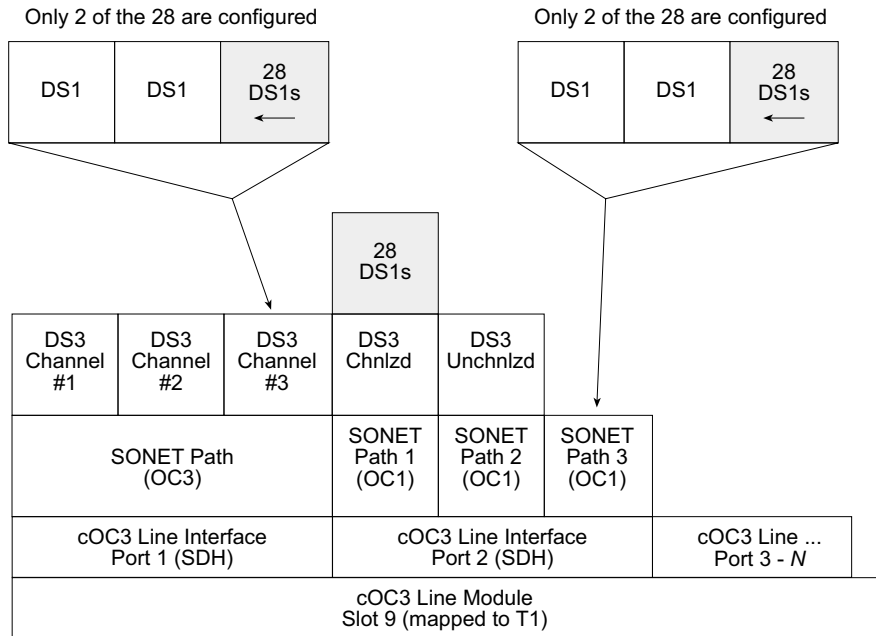 Only 2 of the 28 are configured
Only 2 of the 28 are configured
DS1
DS1
28
DS1s
DS1
DS1
28
DS1s
28
DS1s
DS3
Channel
#1
DS3
Channel
#2
DS3
Channel
#3
DS3
Chnlzd
DS3
Unchnlzd
SONET Path
(OC3)
SONET
Path 1
(OC1)
SONET
Path 2
(OC1)
SONET
Path 3
(OC1)
cOC3 Line Interface
Port 1 (SDH)
cOC3 Line Interface
Port 2 (SDH)
cOC3 Line ...
Port 3 - N
cOC3 Line Module
Slot 9 (mapped to T1)